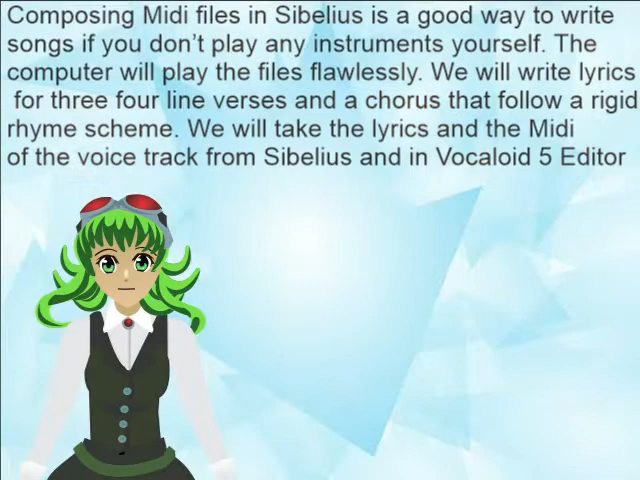 Composing Midi files in Sibelius is a good way to write
songs if you don’t play any instruments yourself. The
computer will play the files flawlessly. We will write lyrics
for three four line verses and a chorus that follow a rigid
rhyme scheme. We will take the lyrics and the Midi
of the voice track from Sibelius and in Vocaloid 5 Editor